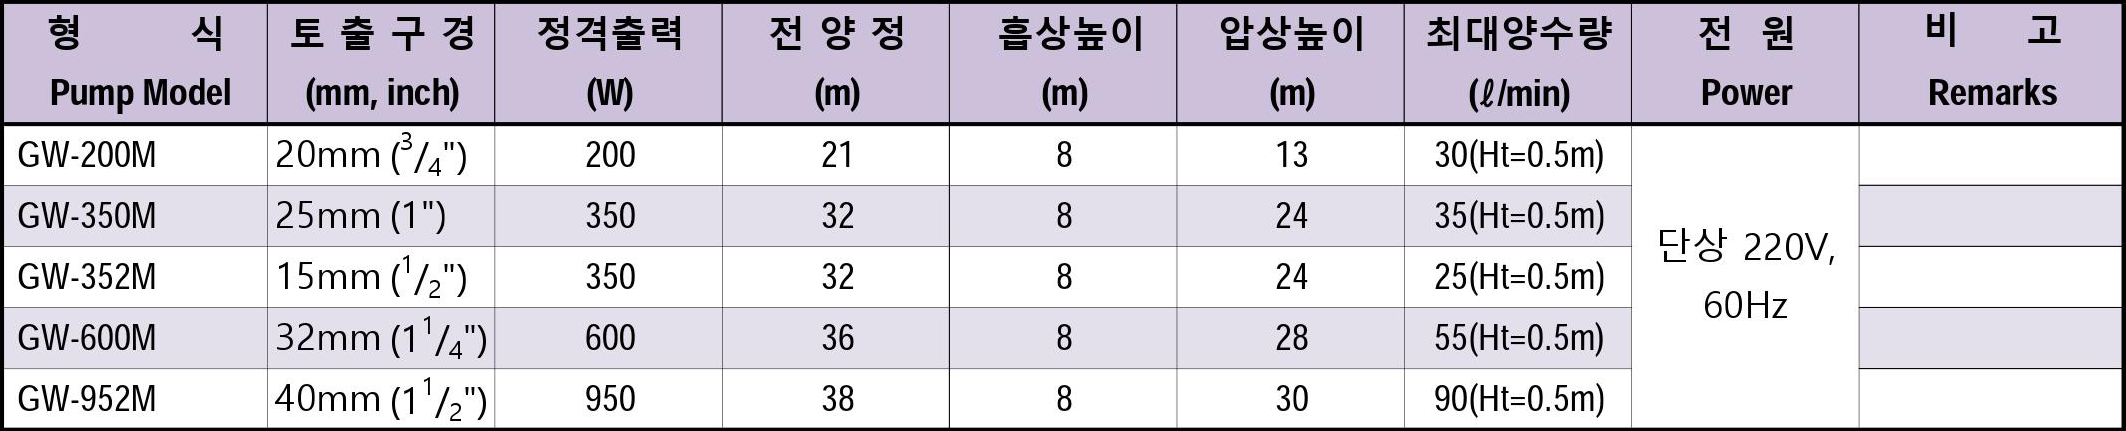 형 식 토 출 구 경 정격출력 전 양 정 흡상높이 압상높이 최대양수량 전 원 비 고
Pump Model (mm, inch) (W) (m) (m) (m) (ℓ/min) Power Remarks
GW-200M 20mm (3/4") 200 21 8 13 30(Ht=0.5m)
GW-350M 25mm (1") 350 32 8 24 35(Ht=0.5m)
단상 220V,
GW-352M 15mm (1/2") 350 32 8 24 25(Ht=0.5m)
60Hz
GW-600M 32mm (1 1/4") 600 36 8 28 55(Ht=0.5m)
GW-952M 40mm (1 1/2") 950 38 8 30 90(Ht=0.5m)